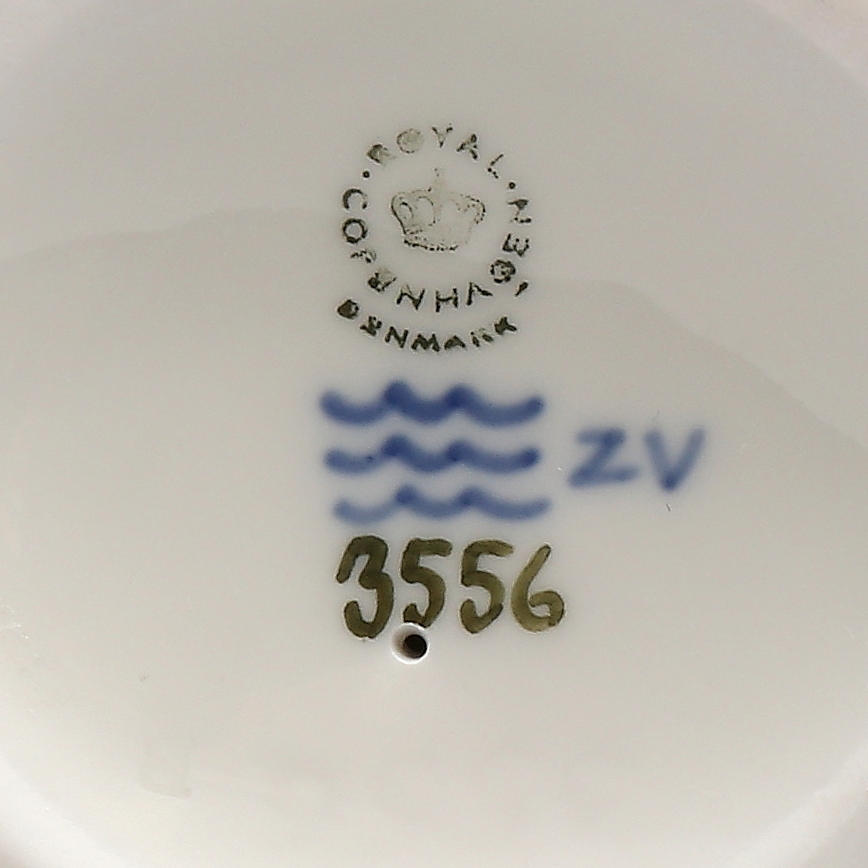 ROYAL
COPENHAGEN
DENMARK
ZV
3556